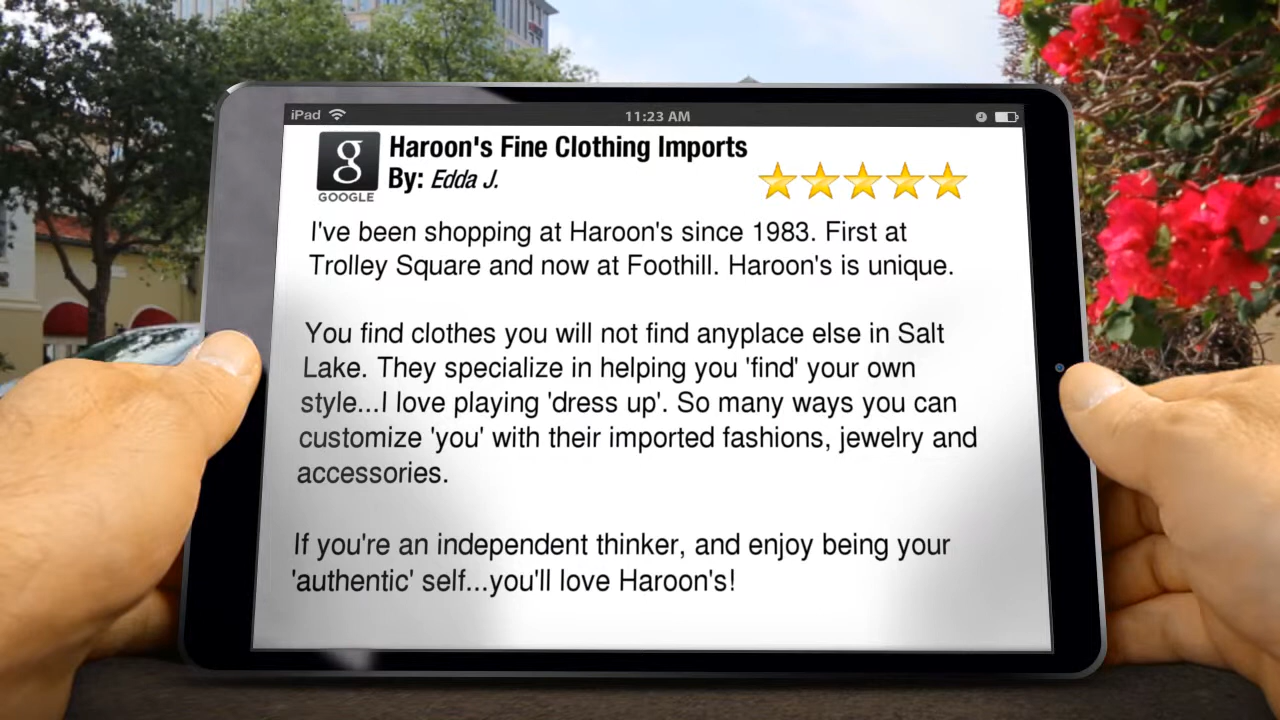 iPad 11:23 AM
g
GOOGLE
Haroon's Fine Clothing Imports
By: Edda J.
I've been shopping at Haroon's since 1983. First at
Trolley Square and now at Foothill. Haroon's is unique.
You find clothes you will not find anyplace else in Salt
Lake. They specialize in helping you 'find' your own
style...I love playing 'dress up'. So many ways you can
customize 'you' with their imported fashions, jewelry and
accessories.
If you're an independent thinker, and enjoy being your
'authentic' self...you'll love Haroon's!